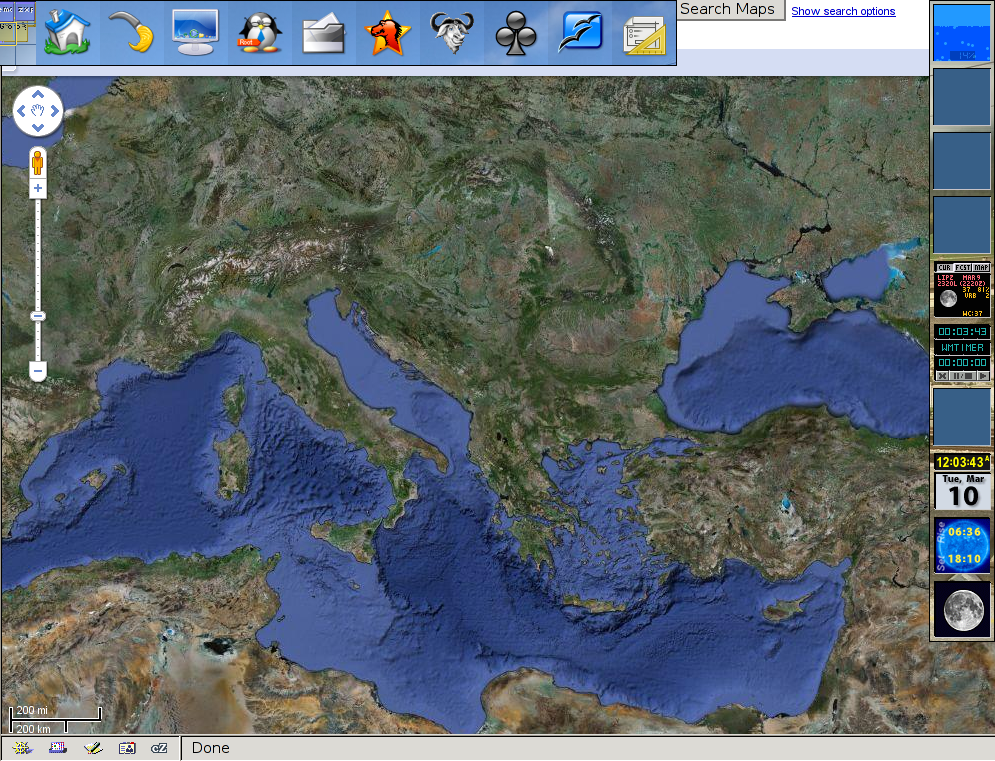 Root
Search Maps
Show search options
CUR FCST MAP
LIPZ MAR 9
2320L (2220Z)
37 81%
VRB 2
WC:37
00:03:43
WMTIMER
00:00:00
12:03:43 A
Tue, Mar
10
Rise
06:36
Set
18:10
200 mi
200 km
Done